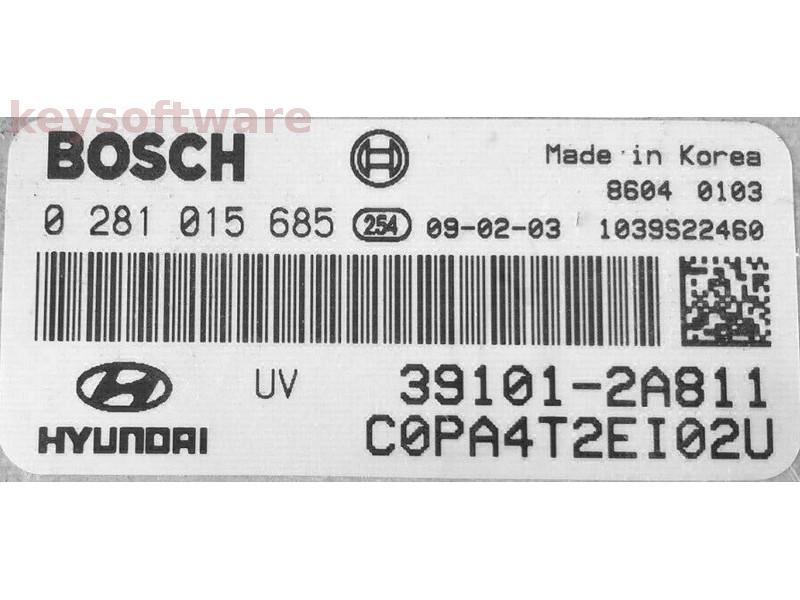 keysoftware
BOSCH
Made in Korea
8604 0103
0 281 015 685 254 09-02-03 1039S22460
UV 39101-2A811
HYUNDAI C0PA4T2EI02U